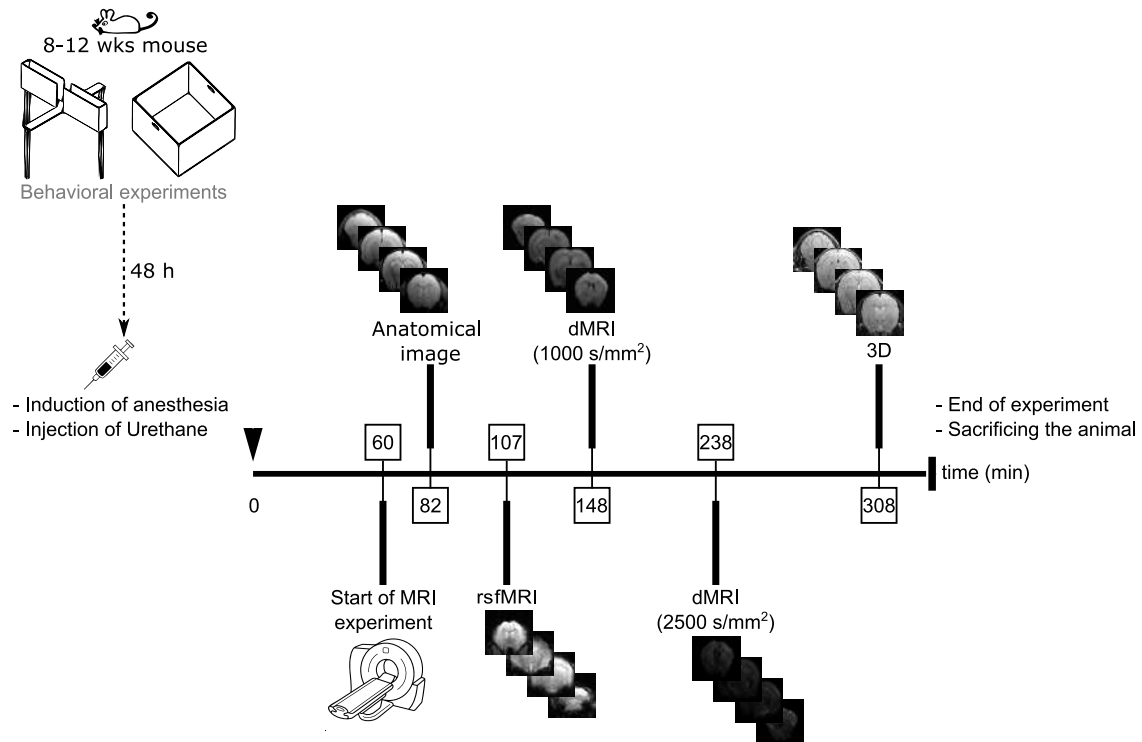 8-12 wks mouse
Behavioral experiments
48 h
- Induction of anesthesia
- Injection of Urethane
Anatomical
image
dMRI
(1000 s/mm²)
3D
- End of experiment
- Sacrificing the animal
60
107
238
time (min)
0
82
148
308
Start of MRI
experiment
rsfMRI
dMRI
(2500 s/mm²)